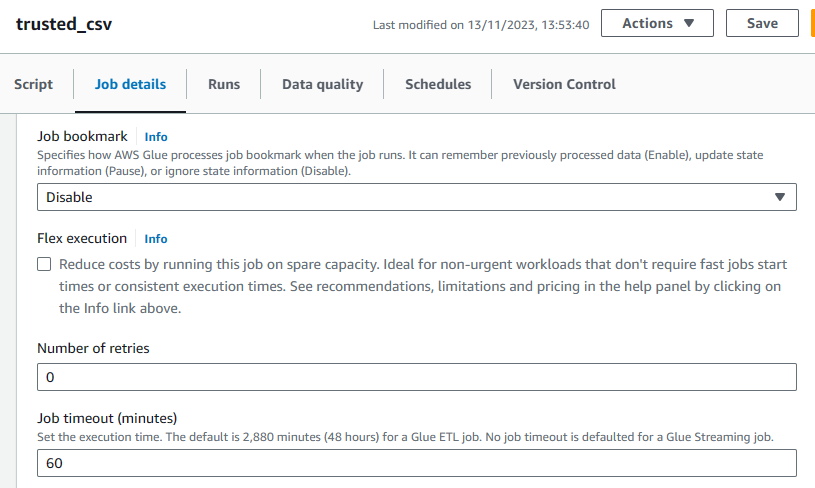 trusted_csv
Last modified on 13/11/2023, 13:53:40
Actions
Save
Script
Job details
Runs
Data quality
Schedules
Version Control
Job bookmark
Info
Specifies how AWS Glue processes job bookmark when the job runs. It can remember previously processed data (Enable), update state
information (Pause), or ignore state information (Disable).
Disable
Flex execution
Info
Reduce costs by running this job on spare capacity. Ideal for non-urgent workloads that don't require fast jobs start
times or consistent execution times. See recommendations, limitations and pricing in the help panel by clicking on
the Info link above.
Number of retries
0
Job timeout (minutes)
Set the execution time. The default is 2,880 minutes (48 hours) for a Glue ETL job. No job timeout is defaulted for a Glue Streaming job.
60